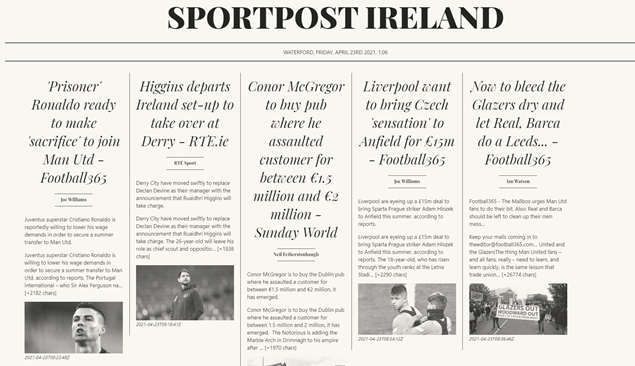 SPORTPOST IRELAND
WATERFORD, FRIDAY, APRIL 23RD 2021, 1:06
'Prisoner'
Ronaldo ready
to make
'sacrifice' to join
Man Utd -
Football365
Joe Williams
Juventus superstar Cristiano Ronaldo is
reportedly willing to lower his wage
demands in order to secure a summer
transfer to Man Utd.
Juventus superstar Cristiano Ronaldo is
willing to lower his wage demands in
order to secure a summer transfer to Man
Utd, according to reports. The Portugal
international – who Sir Alex Ferguson na...
[+2182 chars]
2021-04-23T09:20:48Z
Higgins departs
Ireland set-up to
take over at
Derry - RTE.ie
RTÉ Sport
Derry City have moved swiftly to replace
Declan Devine as their manager with the
announcement that Ruaidhrí Higgins will
take charge.
Derry City have moved swiftly to replace
Declan Devine as their manager with the
announcement that Ruaidhrí Higgins will
take charge. The 26-year-old will leave his
role as chief scout and oppositio... [+1838
chars]
2021-04-23T09:18:41Z
Conor McGregor
to buy pub
where he
assaulted
customer for
between €1.5
million and €2
million -
Sunday World
Neil Fetherstonhaugh
Conor McGregor is to buy the Dublin pub
where he assaulted a customer for
between €1.5 million and €2 million, it
has emerged.
Conor McGregor is to buy the Dublin pub
where he assaulted a customer for
between 1.5 million and 2 million, it has
emerged. The Notorious is adding the
Marble Arch in Drimnagh to his empire
after ... [+1970 chars]
Liverpool want
to bring Czech
'sensation' to
Anfield for £15m
- Football365
Joe Williams
Liverpool are eyeing up a £15m deal to
bring Sparta Prague striker Adam Hlozek
to Anfield this summer, according to
reports.
Liverpool are eyeing up a £15m deal to
bring Sparta Prague striker Adam Hlozek
to Anfield this summer, according to
reports. The 18-year-old, who has risen
through the youth ranks at the Letna
Stadi... [+2290 chars]
2021-04-23T08:54:12Z
Now to bleed the
Glazers dry and
let Real, Barca
do a Leeds... -
Football365
Ian Watson
Football365 - The Mailbox urges Man Utd
fans to do their bit. Also: Real and Barca
should be left to clean up their own
mess...
Keep your mails coming in to
theeditor@football365.com... United and
the GlazersThe thing Man United fans –
and all fans, really – need to learn, and
learn quickly, is the same lesson that
trade union... [+26774 chars]
GLAZERS OUT
WOODWARD OUT
2021-04-23T08:36:46Z